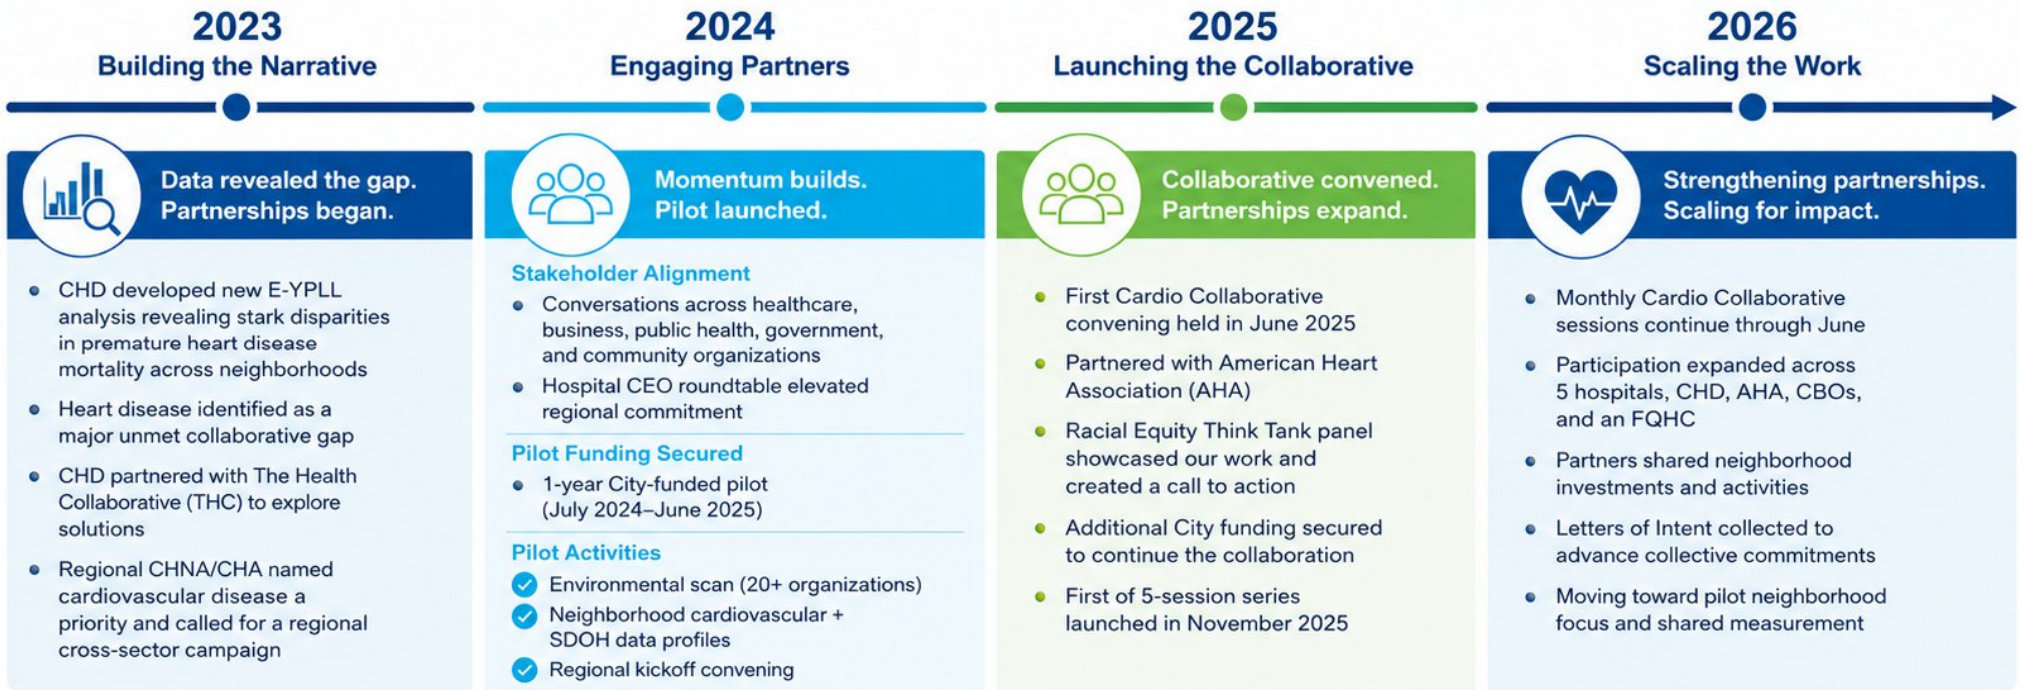 2023
Building the Narrative
Data revealed the gap.
Partnerships began.
CHD developed new E-YPLL
analysis revealing stark disparities
in premature heart disease
mortality across neighborhoods
Heart disease identified as a
major unmet collaborative gap
CHD partnered with The Health
Collaborative (THC) to explore
solutions
Regional CHNA/CHA named
cardiovascular disease a
priority and called for a regional
cross-sector campaign
2024
Engaging Partners
Momentum builds.
Pilot launched.
Stakeholder Alignment
Conversations across healthcare,
business, public health, government,
and community organizations
Hospital CEO roundtable elevated
regional commitment
Pilot Funding Secured
1-year City-funded pilot
(July 2024–June 2025)
Pilot Activities
Environmental scan (20+ organizations)
Neighborhood cardiovascular +
SDOH data profiles
Regional kickoff convening
2025
Launching the Collaborative
Collaborative convened.
Partnerships expand.
First Cardio Collaborative
convening held in June 2025
Partnered with American Heart
Association (AHA)
Racial Equity Think Tank panel
showcased our work and
created a call to action
Additional City funding secured
to continue the collaboration
First of 5-session series
launched in November 2025
2026
Scaling the Work
Strengthening partnerships.
Scaling for impact.
Monthly Cardio Collaborative
sessions continue through June
Participation expanded across
5 hospitals, CHD, AHA, CBOs,
and an FQHC
Partners shared neighborhood
investments and activities
Letters of Intent collected to
advance collective commitments
Moving toward pilot neighborhood
focus and shared measurement